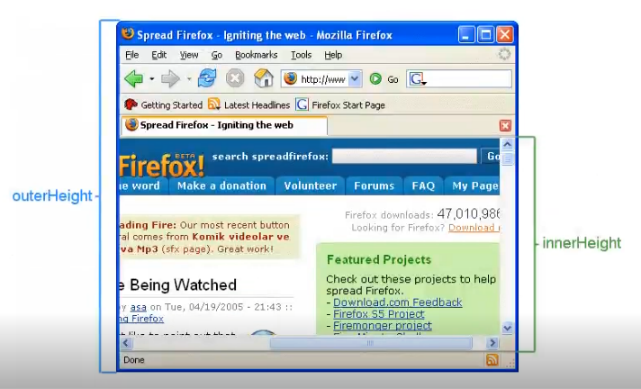 Spread Firefox - Igniting the web - Mozilla Firefox
File Edit View Go Bookmarks Tools Help
http://www Go G
Getting Started Latest Headlines G Firefox Start Page
Spread Firefox - Igniting the web
Firefox! BETA search spreadfirefox: Go
he word Make a donation Volunteer Forums FAQ My Page
outerHeight
innerHeight
ading Fire: Our most recent button
ral comes from Komik videolar ve
va Mp3 (sfx page). Great work!
Firefox downloads: 47,010,986
Looking for Firefox? Download
e Being Watched
by asa on Tue, 04/19/2005 - 21:43 ::
ng Firefox
Featured Projects
Check out these projects to help
spread Firefox.
- Download.com Feedback
- Firefox S5 Project
- Firemonger project
Done